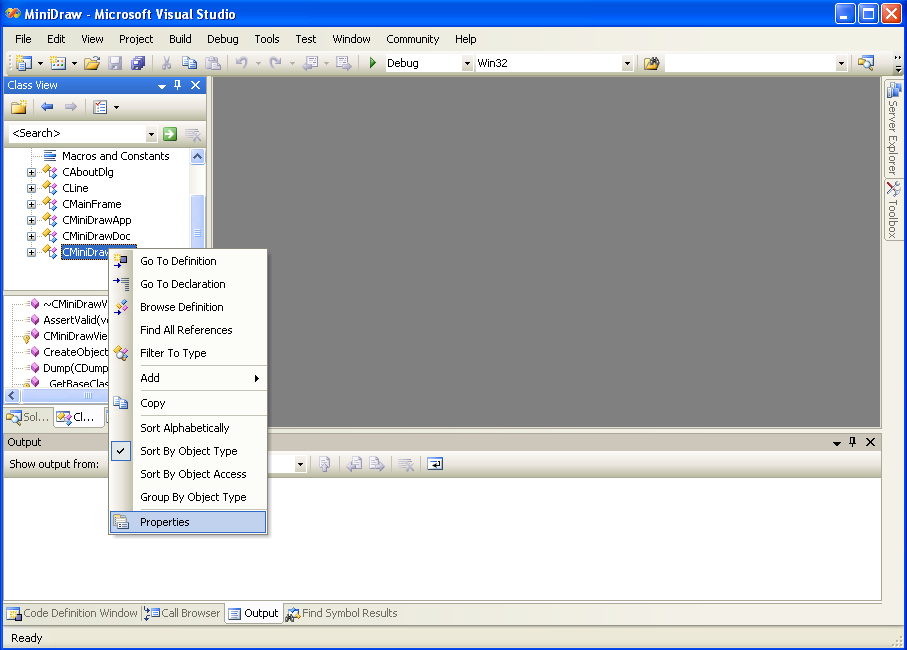 MiniDraw - Microsoft Visual Studio
File Edit View Project Build Debug Tools Test Window Community Help
Debug Win32
Class View
<Search>
Macros and Constants
CAboutDlg
CLine
CMainFrame
CMiniDrawApp
CMiniDrawDoc
CMiniDraw
Go To Definition
Go To Declaration
Browse Definition
Find All References
Filter To Type
Add
Copy
Sort Alphabetically
Sort By Object Type
Sort By Object Access
Group By Object Type
Properties
~CMiniDrawV
AssertValid(v
CMiniDrawVie
CreateObject
Dump(CDump
_GetBaseClas
Sol... Cl...
Output
Show output from:
Code Definition Window Call Browser Output Find Symbol Results
Ready
Server Explorer
Toolbox